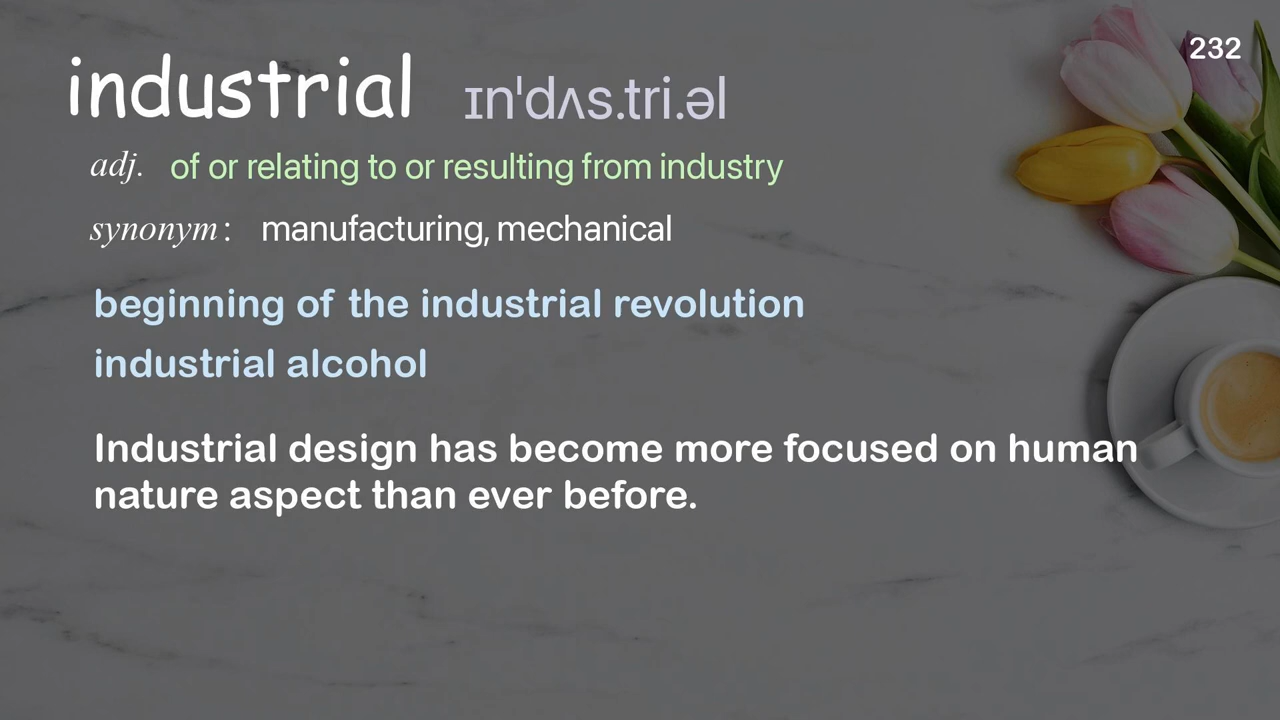 232
industrial ɪnˈdʌs.tri.əl
adj. of or relating to or resulting from industry
synonym: manufacturing, mechanical
beginning of the industrial revolution
industrial alcohol
Industrial design has become more focused on human
nature aspect than ever before.